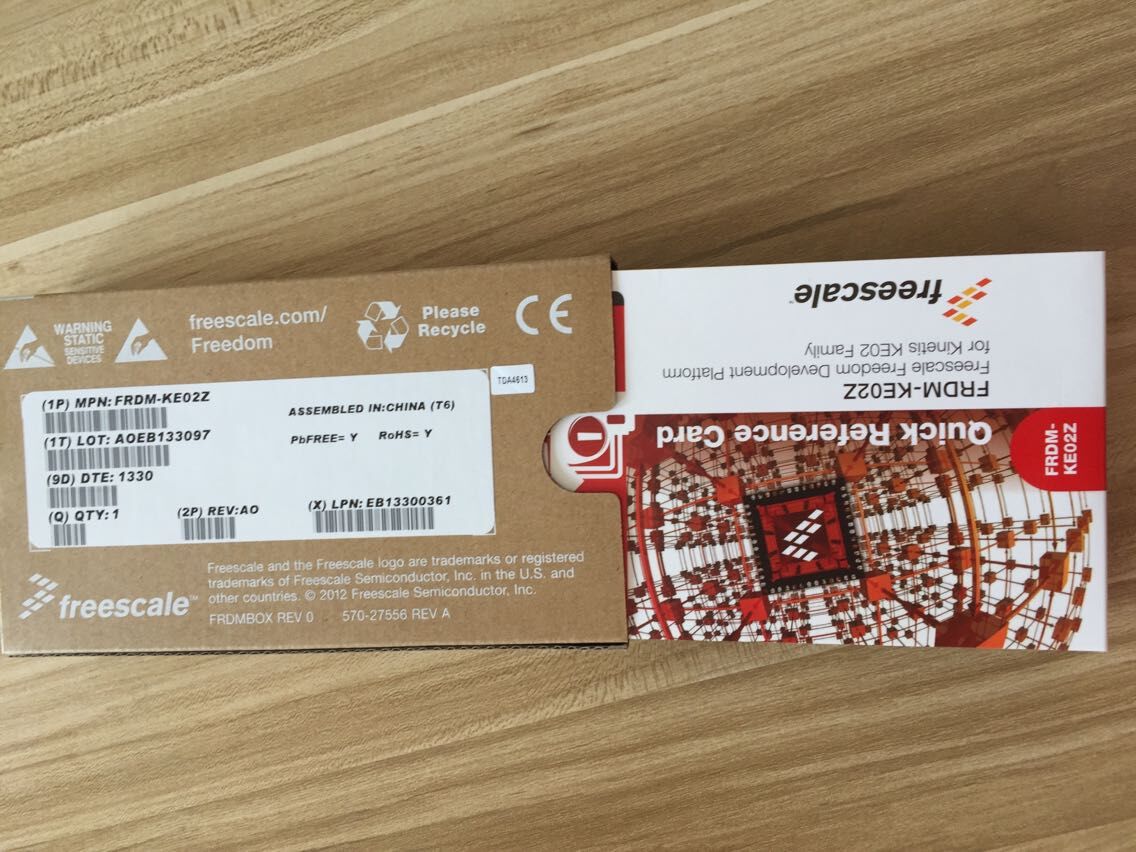 WARNING
STATIC
SENSITIVE
DEVICES
freescale.com/
Freedom
Please
Recycle
CE
TDA4613
(1P) MPN: FRDM-KE02Z
ASSEMBLED IN:CHINA (T6)
(1T) LOT: AOEB133097
PbFREE= Y RoHS= Y
(9D) DTE: 1330
(Q) QTY: 1
(2P) REV:AO
(X) LPN: EB13300361
Freescale and the Freescale logo are trademarks or registered
trademarks of Freescale Semiconductor, Inc. in the U.S. and
other countries. © 2012 Freescale Semiconductor, Inc.
freescale™
FRDMBOX REV 0 570-27556 REV A
freescale™
FRDM-KE02Z
Freescale Freedom Development Platform
for Kinetis KE02 Family
Quick Reference Card
FRDM-
KE02Z